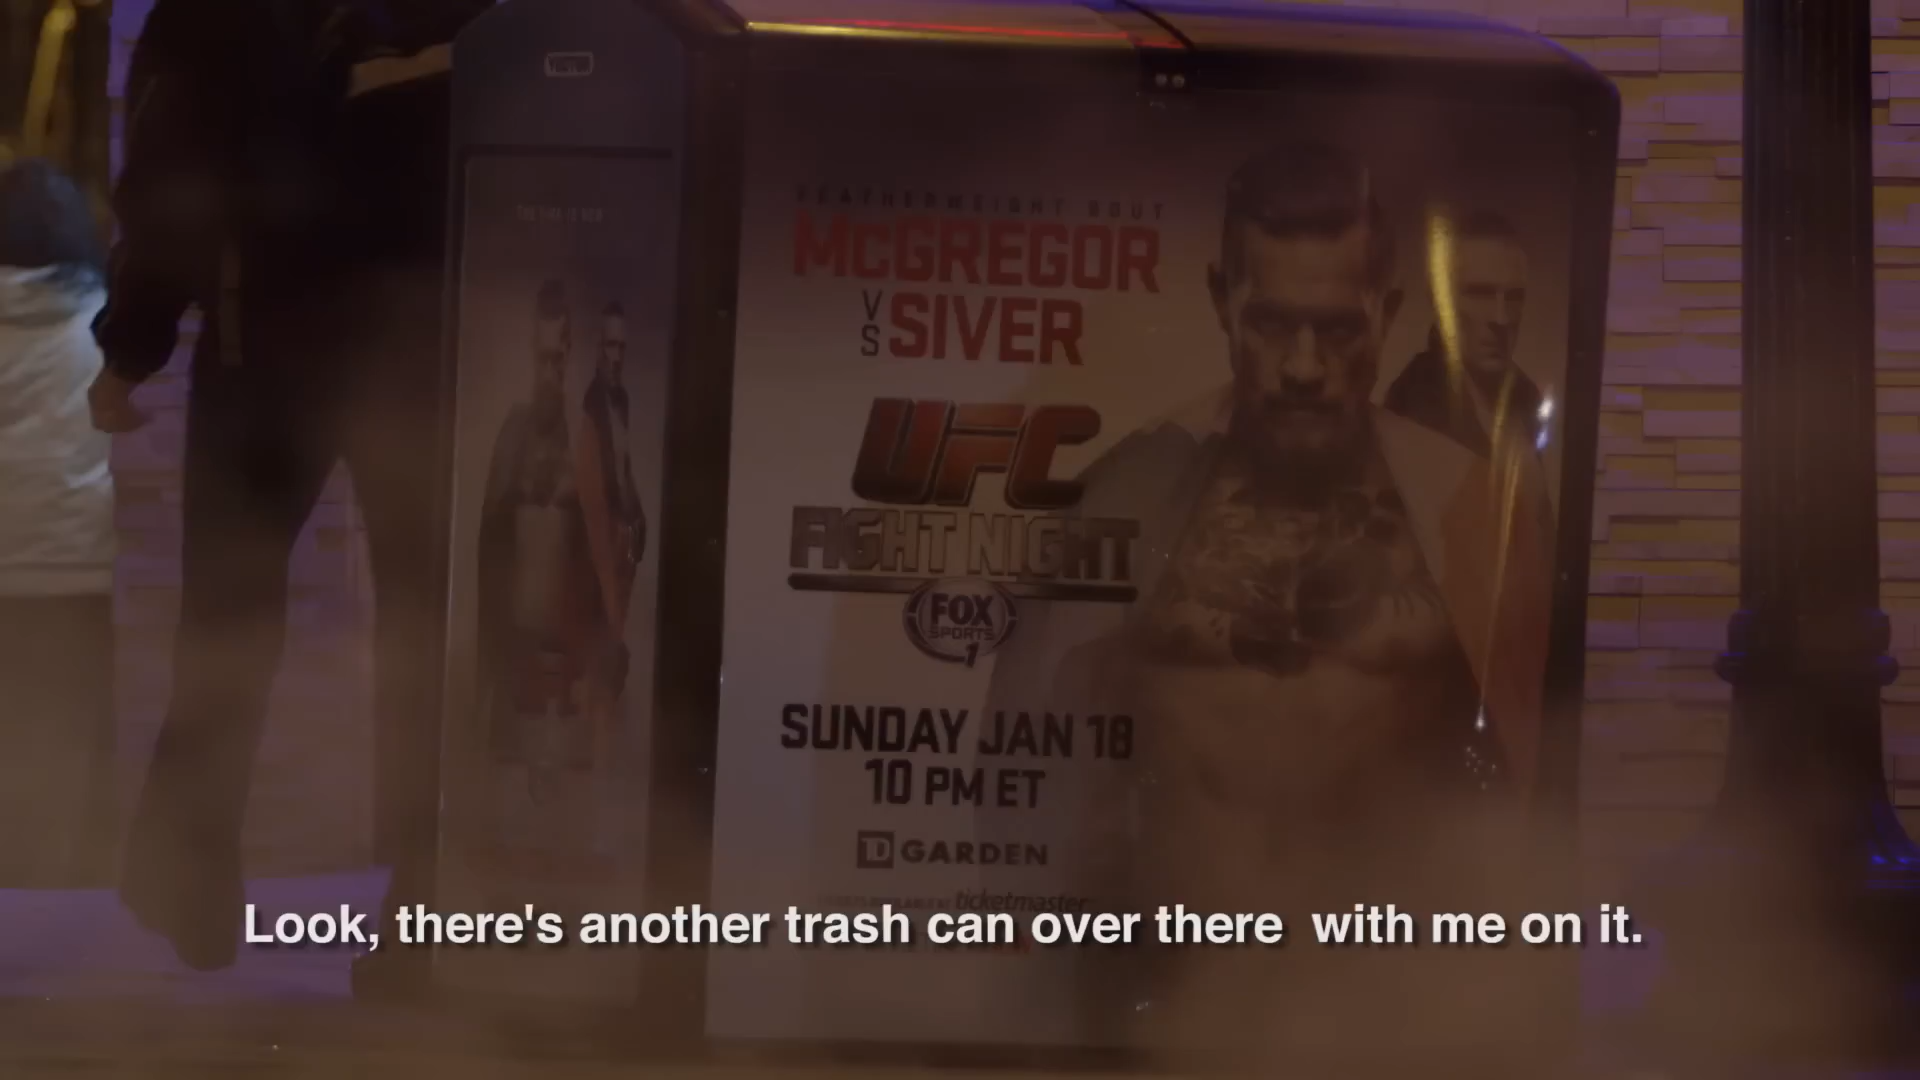 FEATHERWEIGHT BOUT
McGREGOR
VS
SIVER
UFC
FIGHT NIGHT
FOX
SPORTS
1
SUNDAY JAN 18
10 PM ET
TD GARDEN
ticketmaster
Look, there's another trash can over there  with me on it.